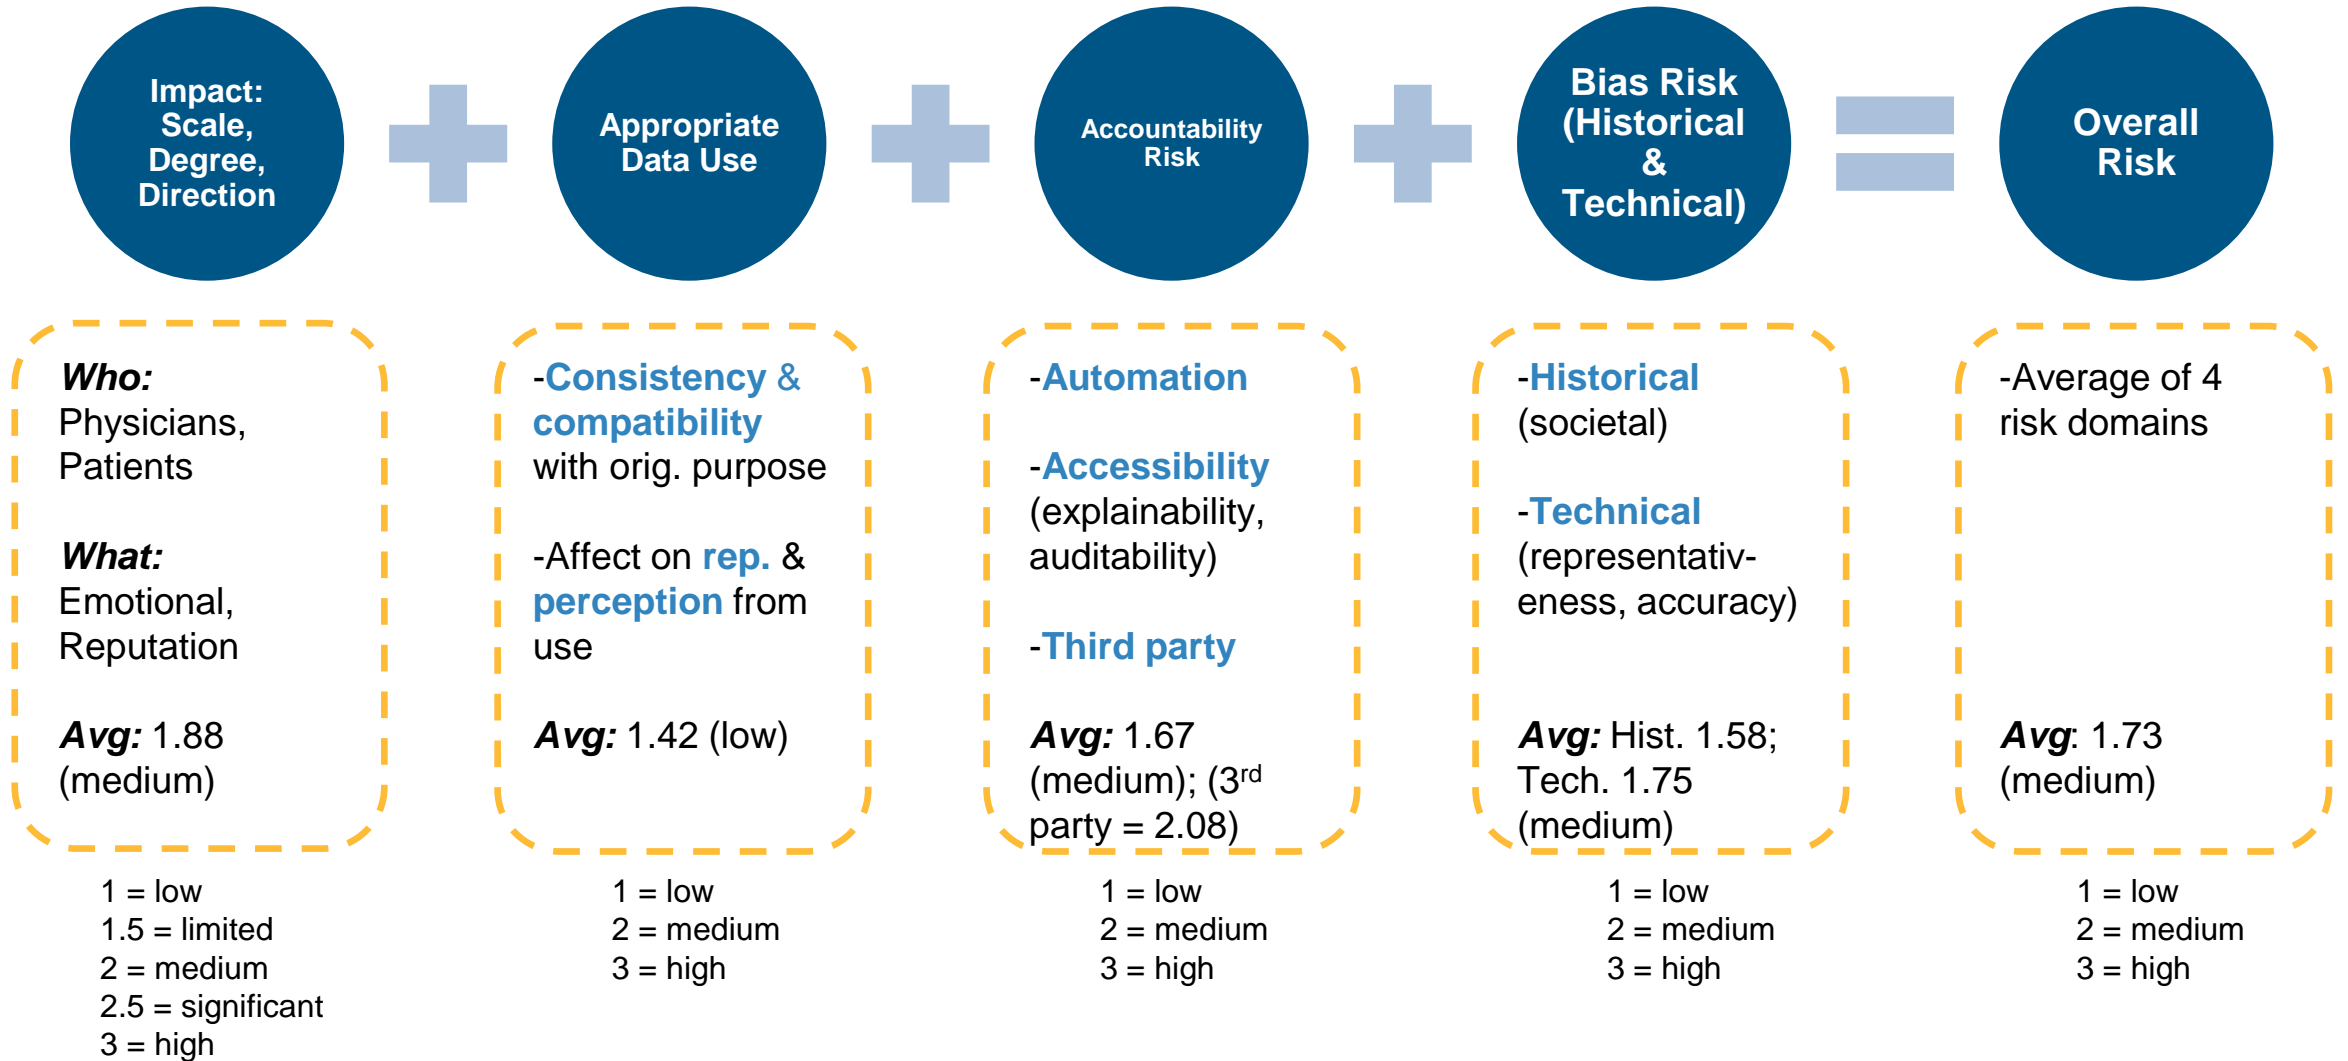 Impact:
Scale,
Degree,
Direction
Appropriate
Data Use
Accountability
Risk
Bias Risk
(Historical
&
Technical)
Overall
Risk
Who:
Physicians,
Patients
What:
Emotional,
Reputation
Avg: 1.88
(medium)
1 = low
1.5 = limited
2 = medium
2.5 = significant
3 = high
-Consistency &
compatibility
with orig. purpose
-Affect on rep. &
perception from
use
Avg: 1.42 (low)
1 = low
2 = medium
3 = high
-Automation
-Accessibility
(explainability,
auditability)
-Third party
Avg: 1.67
(medium); (3rd
party = 2.08)
1 = low
2 = medium
3 = high
-Historical
(societal)
-Technical
(representativ-
eness, accuracy)
Avg: Hist. 1.58;
Tech. 1.75
(medium)
1 = low
2 = medium
3 = high
-Average of 4
risk domains
Avg: 1.73
(medium)
1 = low
2 = medium
3 = high